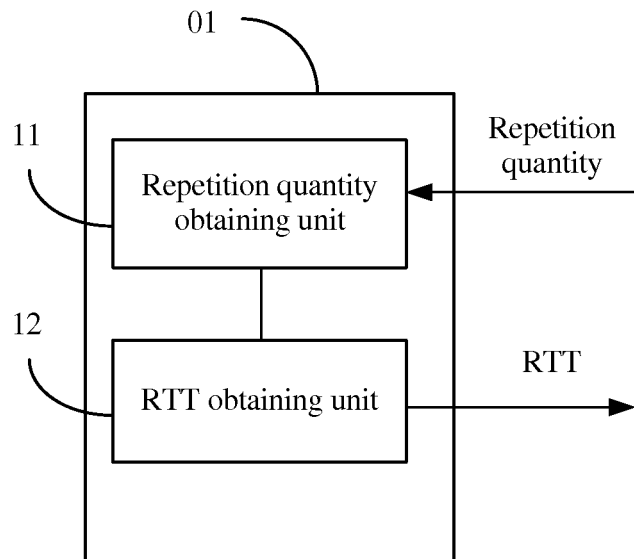 01
11
Repetition quantity
obtaining unit
Repetition
quantity
12
RTT obtaining unit
RTT